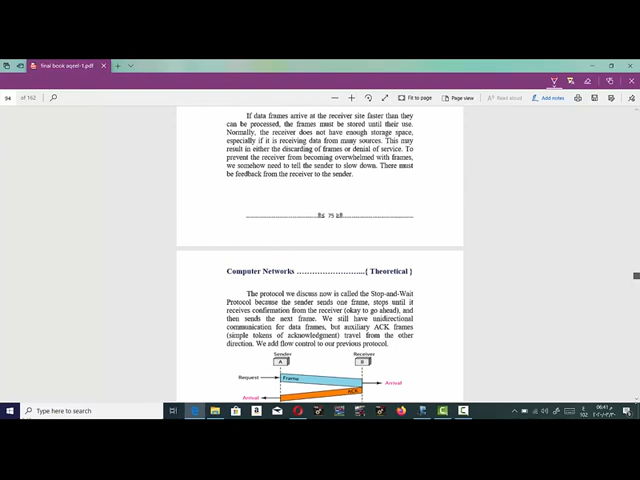 final book aqeel-1.pdf
94 of 162
Fit to page
Page view
Read aloud
Add notes
If data frames arrive at the receiver site faster than they
can be processed, the frames must be stored until their use.
Normally, the receiver does not have enough storage space,
especially if it is receiving data from many sources. This
may result in either the discarding of frames or denial of service. To
prevent the receiver from becoming overwhelmed with frames,
we somehow need to tell the sender to slow down. There must
be feedback from the receiver to the sender.
75
Computer Networks ……………………...{ Theoretical }
The protocol we discuss now is called the Stop-and-Wait
Protocol because the sender sends one frame, stops until it
receives confirmation from the receiver (okay to go ahead), and
then sends the next frame. We still have unidirectional
communication for data frames, but auxiliary ACK frames
(simple tokens of acknowledgment) travel from the other
direction. We add flow control to our previous protocol.
Sender
Receiver
A
B
Request
Frame
Arrival
ACK
Arrival
Type here to search
06:41 م
102